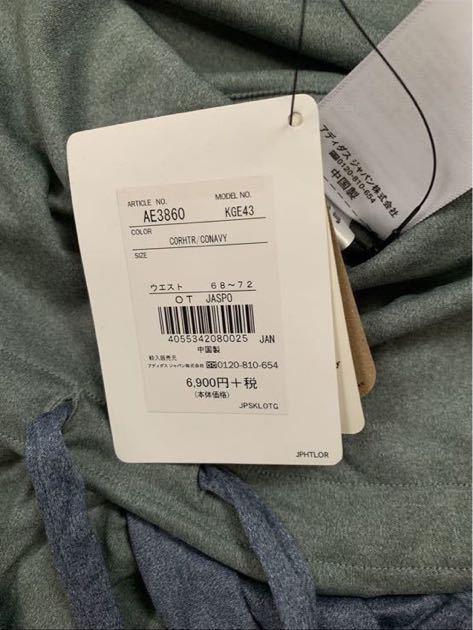 ARTICLE NO. MODEL NO.
AE3860 KGE43
COLOR
CORHTR/CONAVY
SIZE
ウエスト 68~72
OT JASPO
4055342080025 JAN
中国製
輸入販売元
アディダス ジャパン株式会社 0120-810-654
6,900円+税
(本体価格)
JPSKLOTG
JPHTLOR
アディダス ジャパン株式会社
0120-810-654
中国製